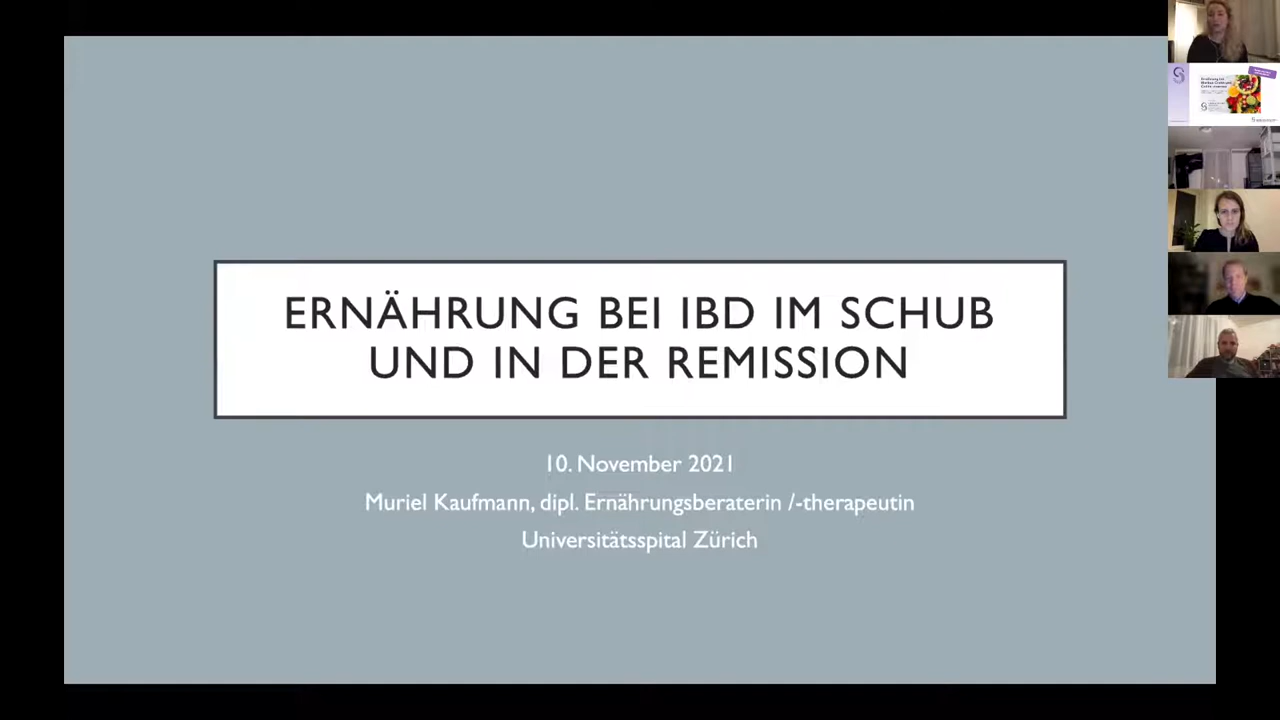 ERNÄHRUNG BEI IBD IM SCHUB
UND IN DER REMISSION
10. November 2021
Muriel Kaufmann, dipl. Ernährungsberaterin /-therapeutin
Universitätsspital Zürich